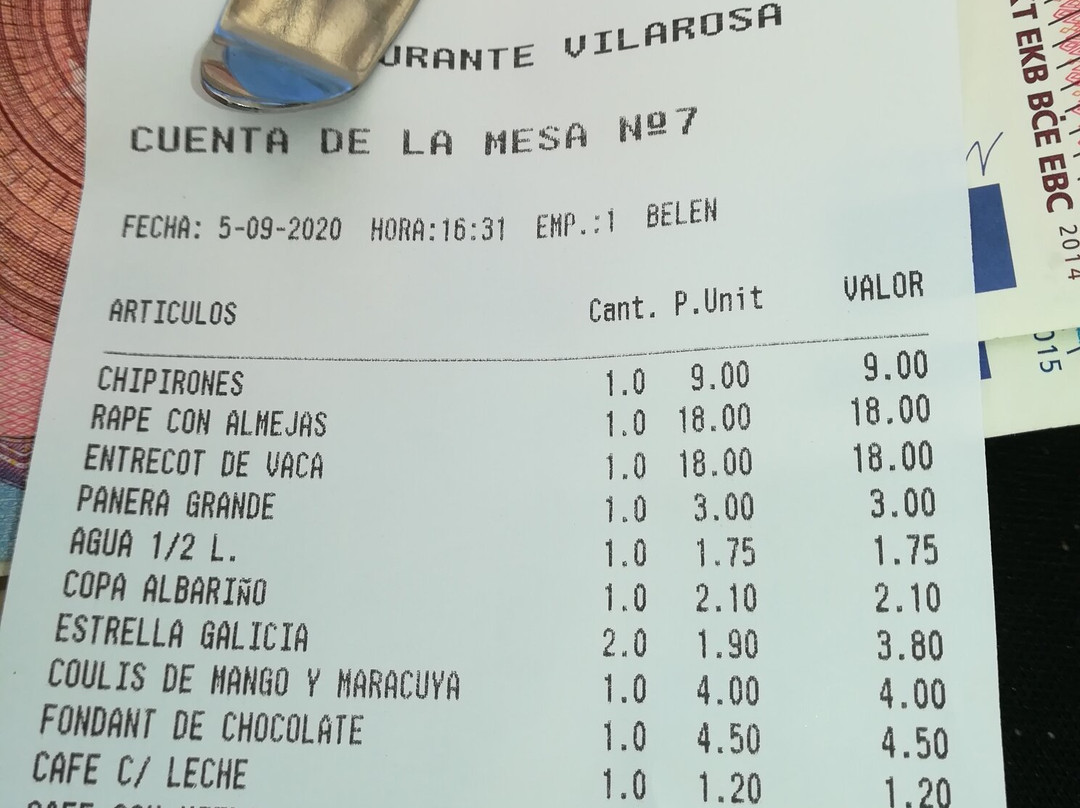 URANTE VILAROSA
CUENTA DE LA MESA Nº7
FECHA: 5-09-2020 HORA:16:31 EMP.:1 BELEN
ARTICULOS Cant. P.Unit VALOR
CHIPIRONES 1.0 9.00 9.00
RAPE CON ALMEJAS 1.0 18.00 18.00
ENTRECOT DE VACA 1.0 18.00 18.00
PANERA GRANDE 1.0 3.00 3.00
AGUA 1/2 L. 1.0 1.75 1.75
COPA ALBARIÑO 1.0 2.10 2.10
ESTRELLA GALICIA 2.0 1.90 3.80
COULIS DE MANGO Y MARACUYA 1.0 4.00 4.00
FONDANT DE CHOCOLATE 1.0 4.50 4.50
CAFE C/ LECHE 1.0 1.20 1.20
EKB BCE EBC 2014
015